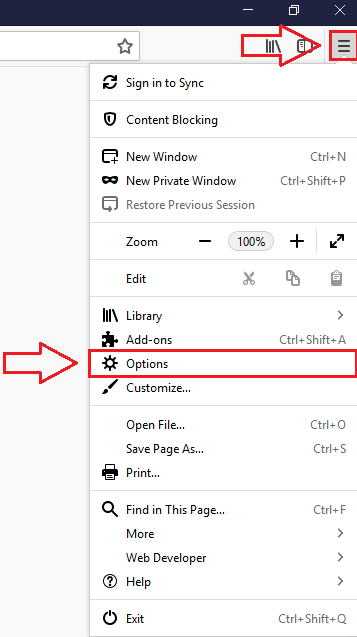 Sign in to Sync
Content Blocking
New Window Ctrl+N
New Private Window Ctrl+Shift+P
Restore Previous Session
Zoom 100%
Edit
Library
Add-ons Ctrl+Shift+A
Options
Customize...
Open File... Ctrl+O
Save Page As... Ctrl+S
Print...
Find in This Page... Ctrl+F
More
Web Developer
Help
Exit Ctrl+Shift+Q